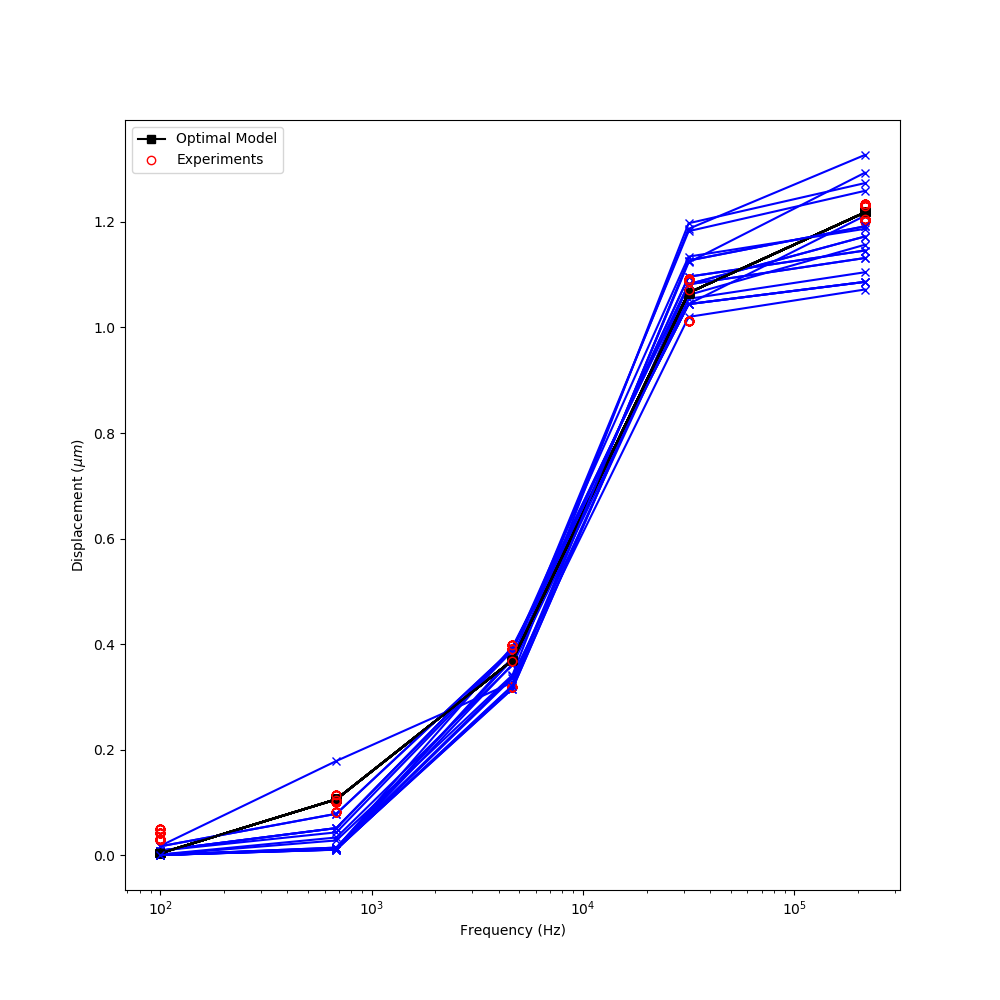 Optimal Model
Experiments
1.2
1.0
0.8
0.6
0.4
0.2
0.0
Displacement (μm)
10² 10³ 10⁴ 10⁵
Frequency (Hz)